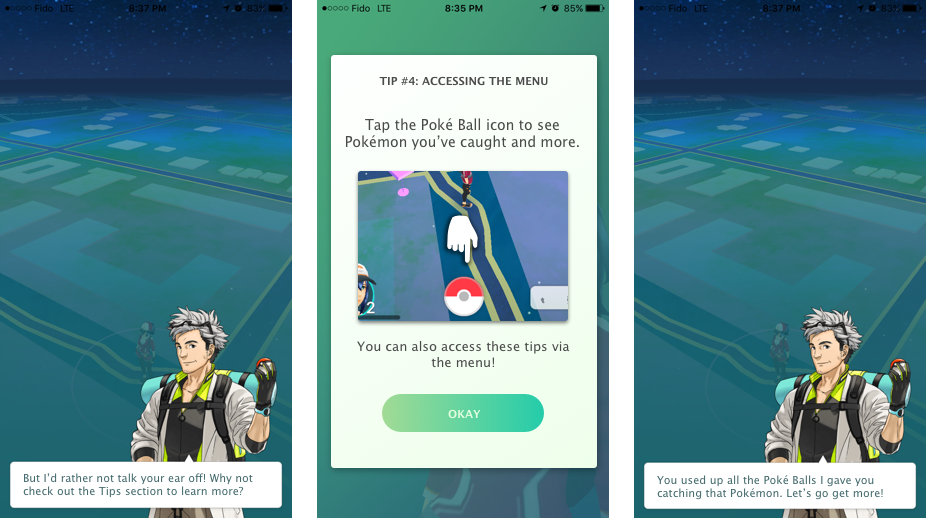 ●○○○○ Fido LTE 8:37 PM 83%
But I'd rather not talk your ear off! Why not
check out the Tips section to learn more?
●○○○○ Fido LTE 8:35 PM 85%
TIP #4: ACCESSING THE MENU
Tap the Poké Ball icon to see
Pokémon you've caught and more.
2
You can also access these tips via
the menu!
OKAY
●○○○○ Fido LTE 8:37 PM 83%
You used up all the Poké Balls I gave you
catching that Pokémon. Let's go get more!